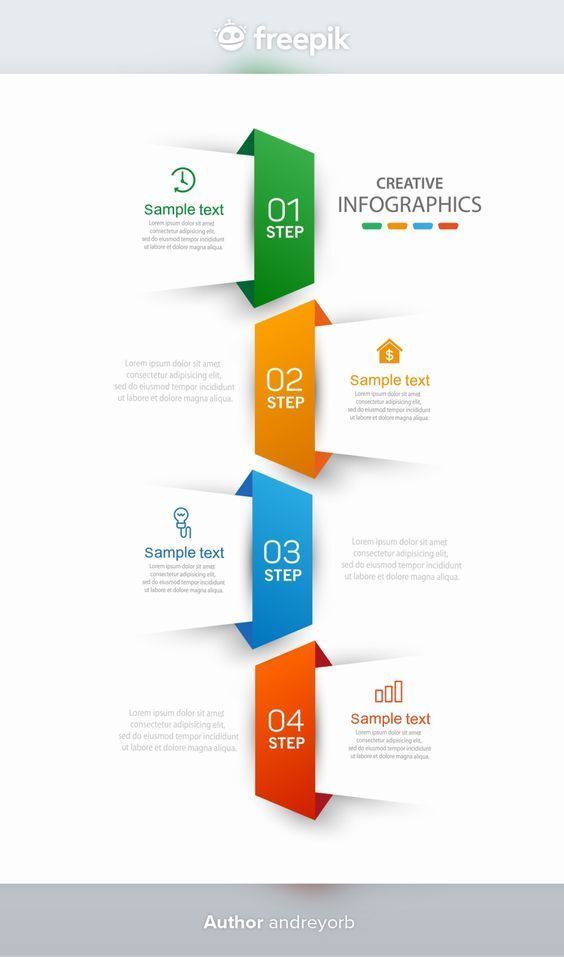 freepik
CREATIVE
INFOGRAPHICS
01
STEP
Sample text
Lorem ipsum dolor sit amet,
consectetur adipiscing elit,
sed do eiusmod tempor incididunt
ut labore et dolore magna aliqua.
02
STEP
Lorem ipsum dolor sit amet
consectetur adipiscing elit,
sed do eiusmod tempor incididunt
ut labore et dolore magna aliqua.
$
Sample text
Lorem ipsum dolor sit amet,
consectetur adipiscing elit,
sed do eiusmod tempor incididunt
ut labore et dolore magna aliqua.
Sample text
Lorem ipsum dolor sit amet,
consectetur adipiscing elit,
sed do eiusmod tempor incididunt
ut labore et dolore magna aliqua.
03
STEP
Lorem ipsum dolor sit amet
consectetur adipiscing elit,
sed do eiusmod tempor incididunt
ut labore et dolore magna aliqua.
Lorem ipsum dolor sit amet
consectetur adipiscing elit,
sed do eiusmod tempor incididunt
ut labore et dolore magna aliqua.
04
STEP
Sample text
Lorem ipsum dolor sit amet,
consectetur adipiscing elit,
sed do eiusmod tempor incididunt
ut labore et dolore magna aliqua.
Author andreyorb